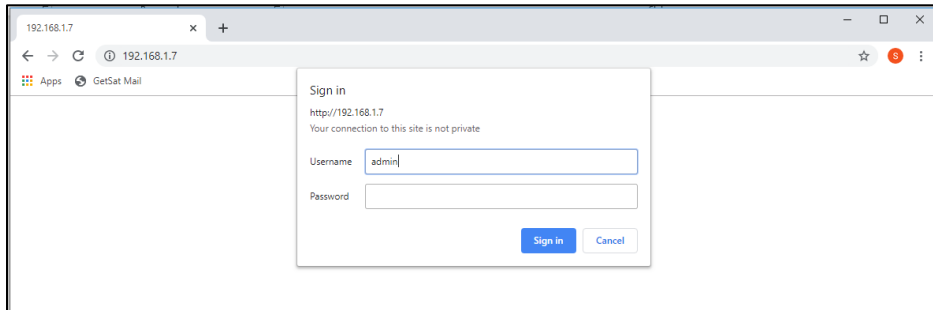 192.168.1.7
192.168.1.7
S
Apps GetSat Mail
Sign in
http://192.168.1.7
Your connection to this site is not private
Username admin
Password
Sign in Cancel